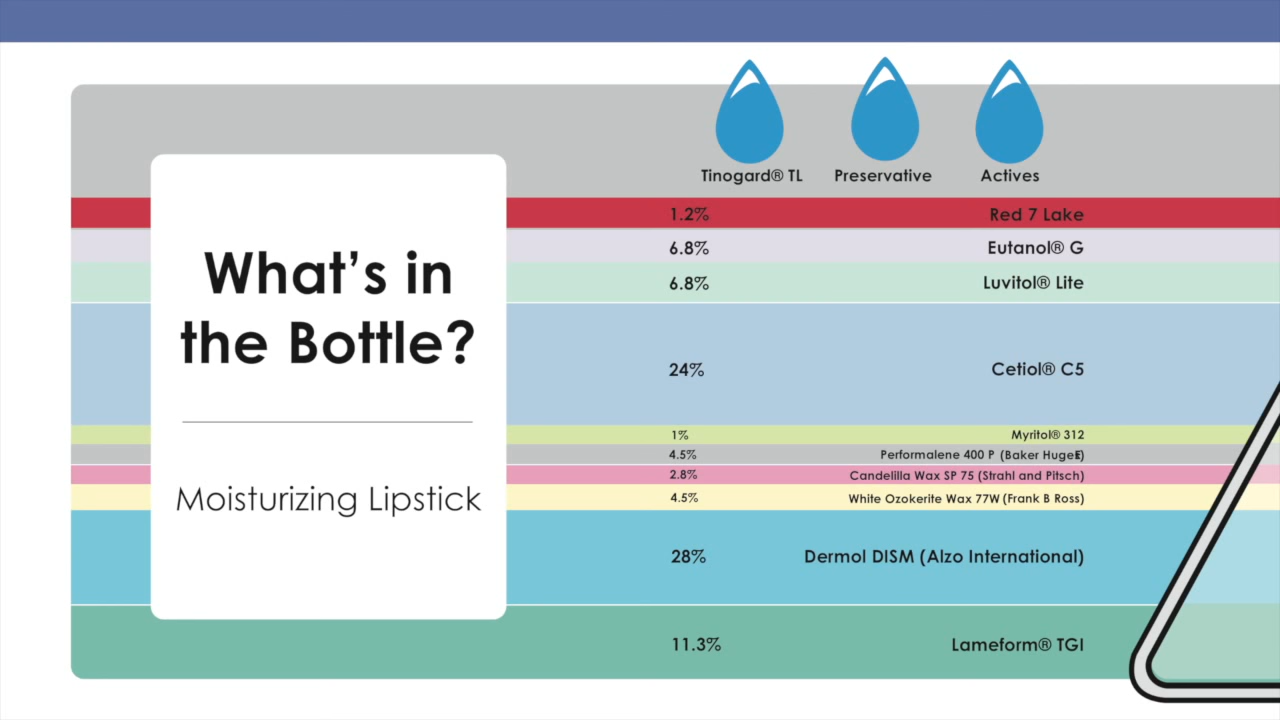 What's in
the Bottle?
Moisturizing Lipstick
Tinogard® TL Preservative Actives
1.2% Red 7 Lake
6.8% Eutanol® G
6.8% Luvitol® Lite
24% Cetiol® C5
1% Myritol® 312
4.5% Performalene 400 P (Baker HugeE)
2.8% Candelilla Wax SP 75 (Strahl and Pitsch)
4.5% White Ozokerite Wax 77W (Frank B Ross)
28% Dermol DISM (Alzo International)
11.3% Lameform® TGI